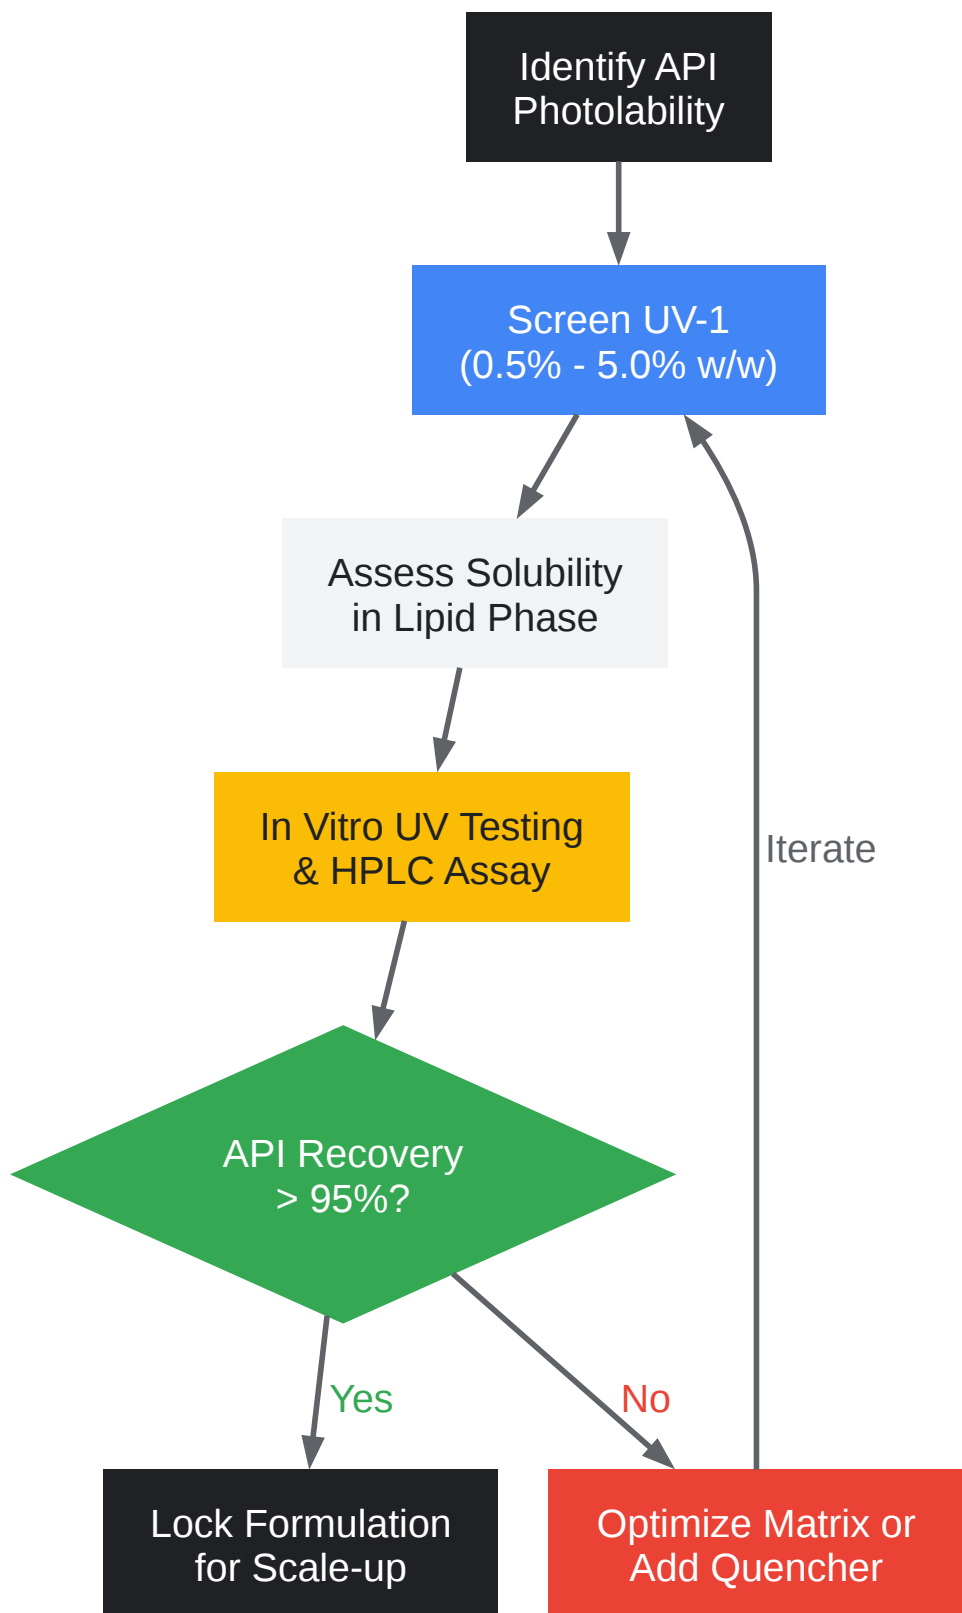 Identify API
Photolability
Screen UV-1
(0.5% - 5.0% w/w)
Assess Solubility
in Lipid Phase
In Vitro UV Testing
& HPLC Assay
Iterate
API Recovery
> 95%?
Yes
No
Lock Formulation
for Scale-up
Optimize Matrix or
Add Quencher